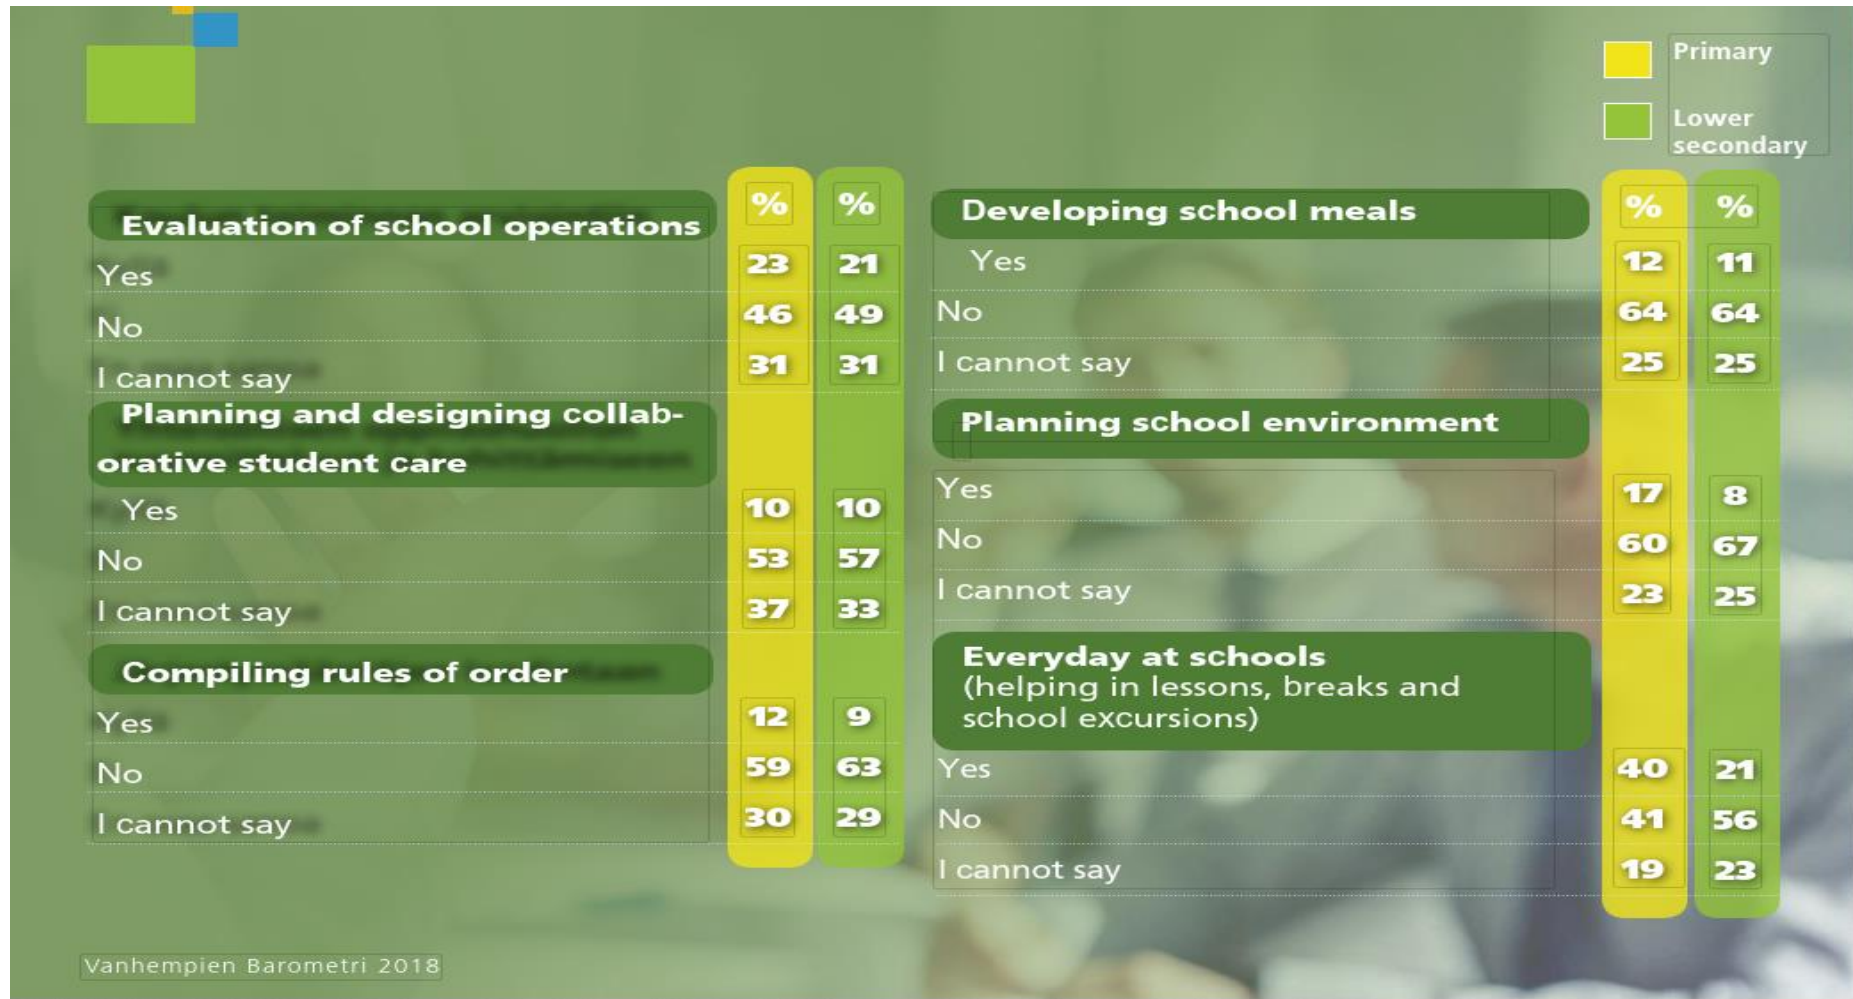 Primary
Lower
secondary
Evaluation of school operations % %
Yes 23 21
No 46 49
I cannot say 31 31
Planning and designing collab-
orative student care
Yes 10 10
No 53 57
I cannot say 37 33
Compiling rules of order
Yes 12 9
No 59 63
I cannot say 30 29
Developing school meals % %
Yes 12 11
No 64 64
I cannot say 25 25
Planning school environment
Yes 17 8
No 60 67
I cannot say 23 25
Everyday at schools
(helping in lessons, breaks and
school excursions)
Yes 40 21
No 41 56
I cannot say 19 23
Vanhempien Barometri 2018